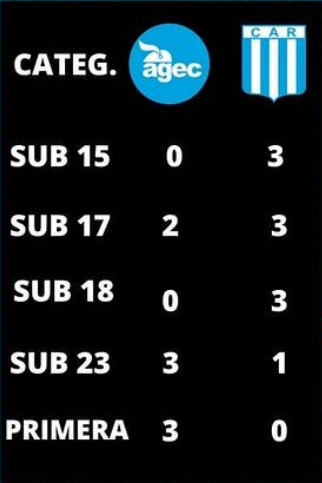 CATEG. agec C A R
SUB 15 0 3
SUB 17 2 3
SUB 18 0 3
SUB 23 3 1
PRIMERA 3 0